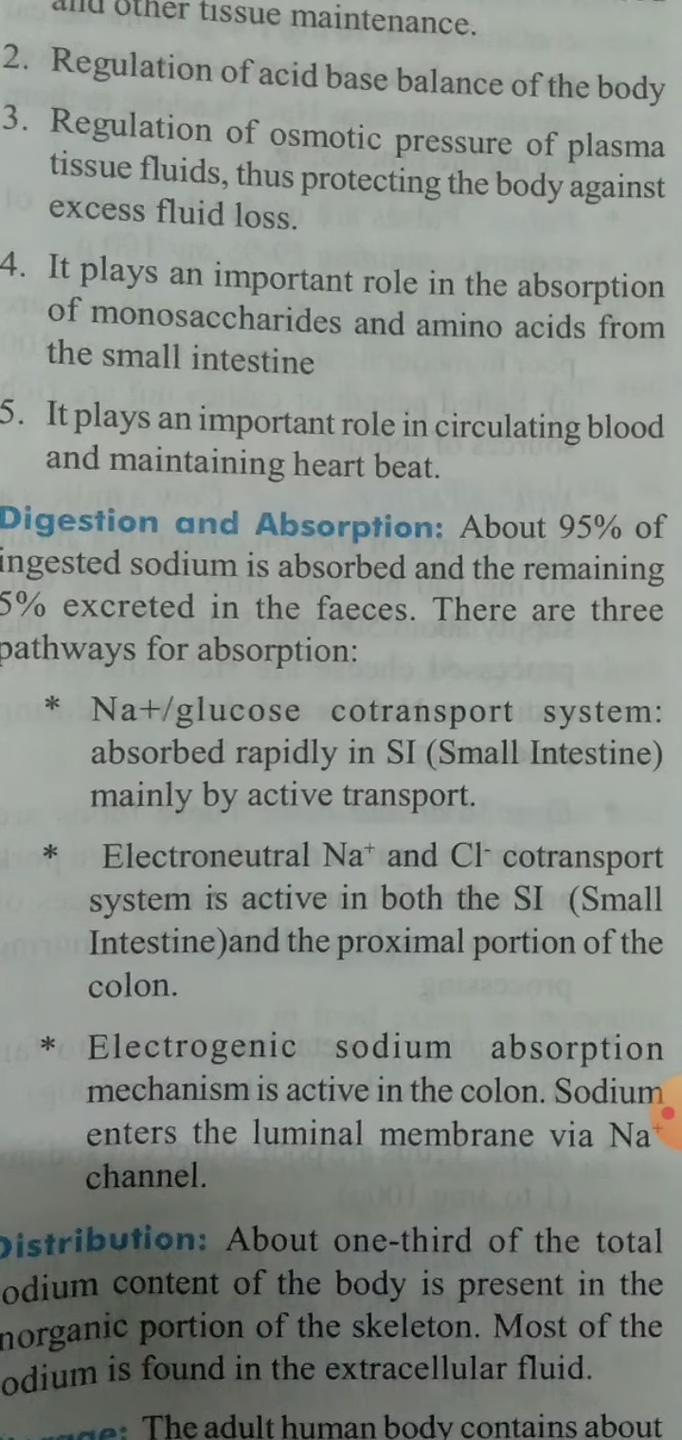 and other tissue maintenance.
2. Regulation of acid base balance of the body
3. Regulation of osmotic pressure of plasma
tissue fluids, thus protecting the body against
excess fluid loss.
4. It plays an important role in the absorption
of monosaccharides and amino acids from
the small intestine
5. It plays an important role in circulating blood
and maintaining heart beat.
Digestion and Absorption: About 95% of
ingested sodium is absorbed and the remaining
5% excreted in the faeces. There are three
pathways for absorption:
* Na+/glucose cotransport system:
absorbed rapidly in SI (Small Intestine)
mainly by active transport.
* Electroneutral Na⁺ and Cl⁻ cotransport
system is active in both the SI (Small
Intestine)and the proximal portion of the
colon.
* Electrogenic sodium absorption
mechanism is active in the colon. Sodium
enters the luminal membrane via Na⁺
channel.
Distribution: About one-third of the total
odium content of the body is present in the
norganic portion of the skeleton. Most of the
odium is found in the extracellular fluid.
The adult human body contains about